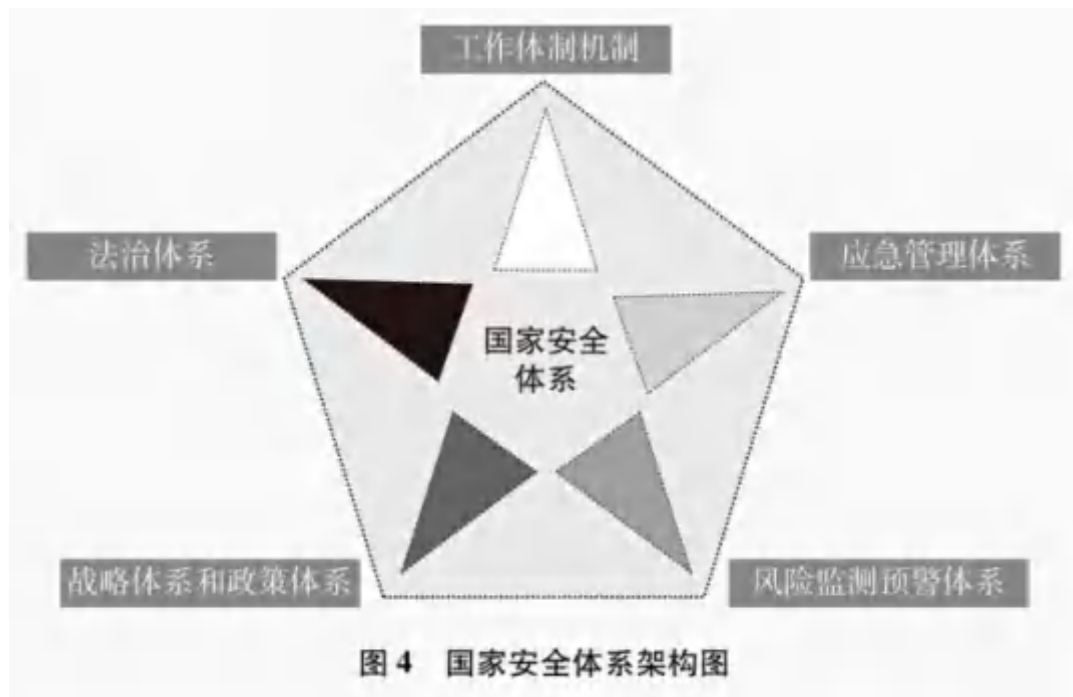 工作体制机制
法治体系
应急管理体系
国家安全
体系
战略体系和政策体系
风险监测预警体系
图4 国家安全体系架构图